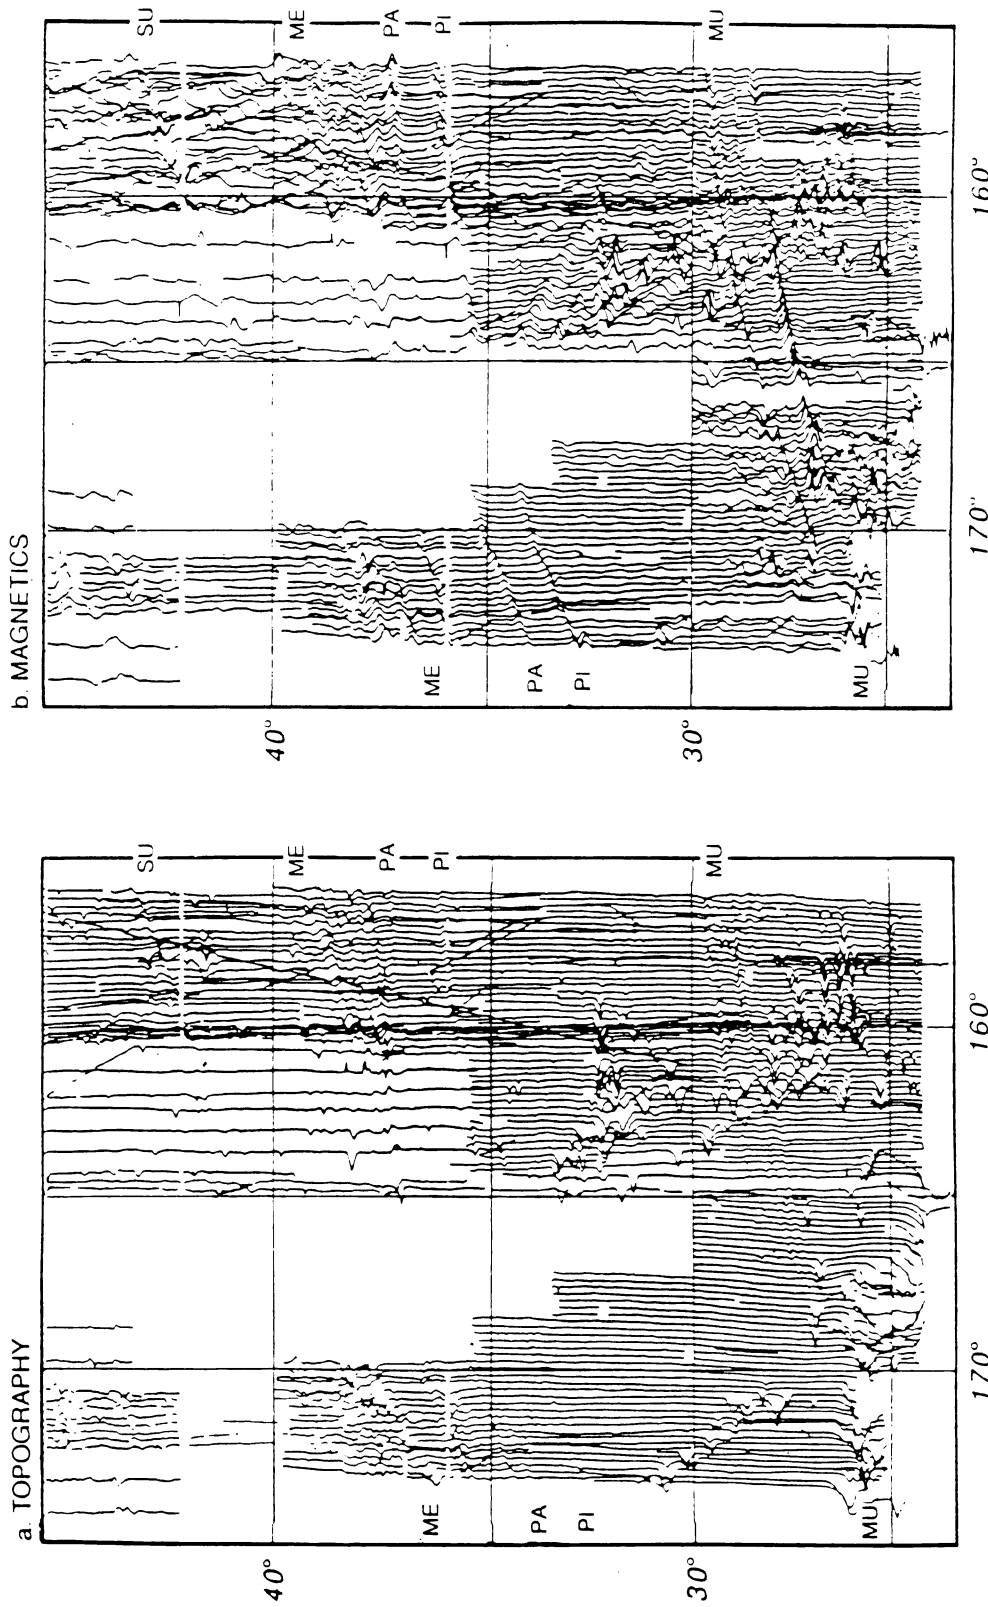 a. TOPOGRAPHY
40°
30°
ME
PA
PI
MU
SU
ME
PA
PI
MU
170°
160°
b. MAGNETICS
40°
30°
ME
PA
PI
MU
SU
ME
PA
PI
MU
170°
160°